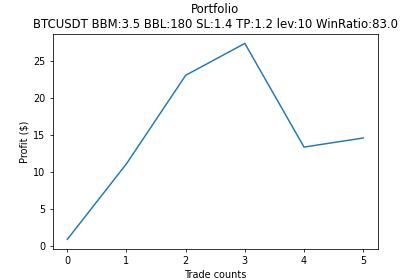 Portfolio
BTCUSDT BBM:3.5 BBL:180 SL:1.4 TP:1.2 lev:10 WinRatio:83.0
25
20
15
10
5
0
Profit ($)
0 1 2 3 4 5
Trade counts